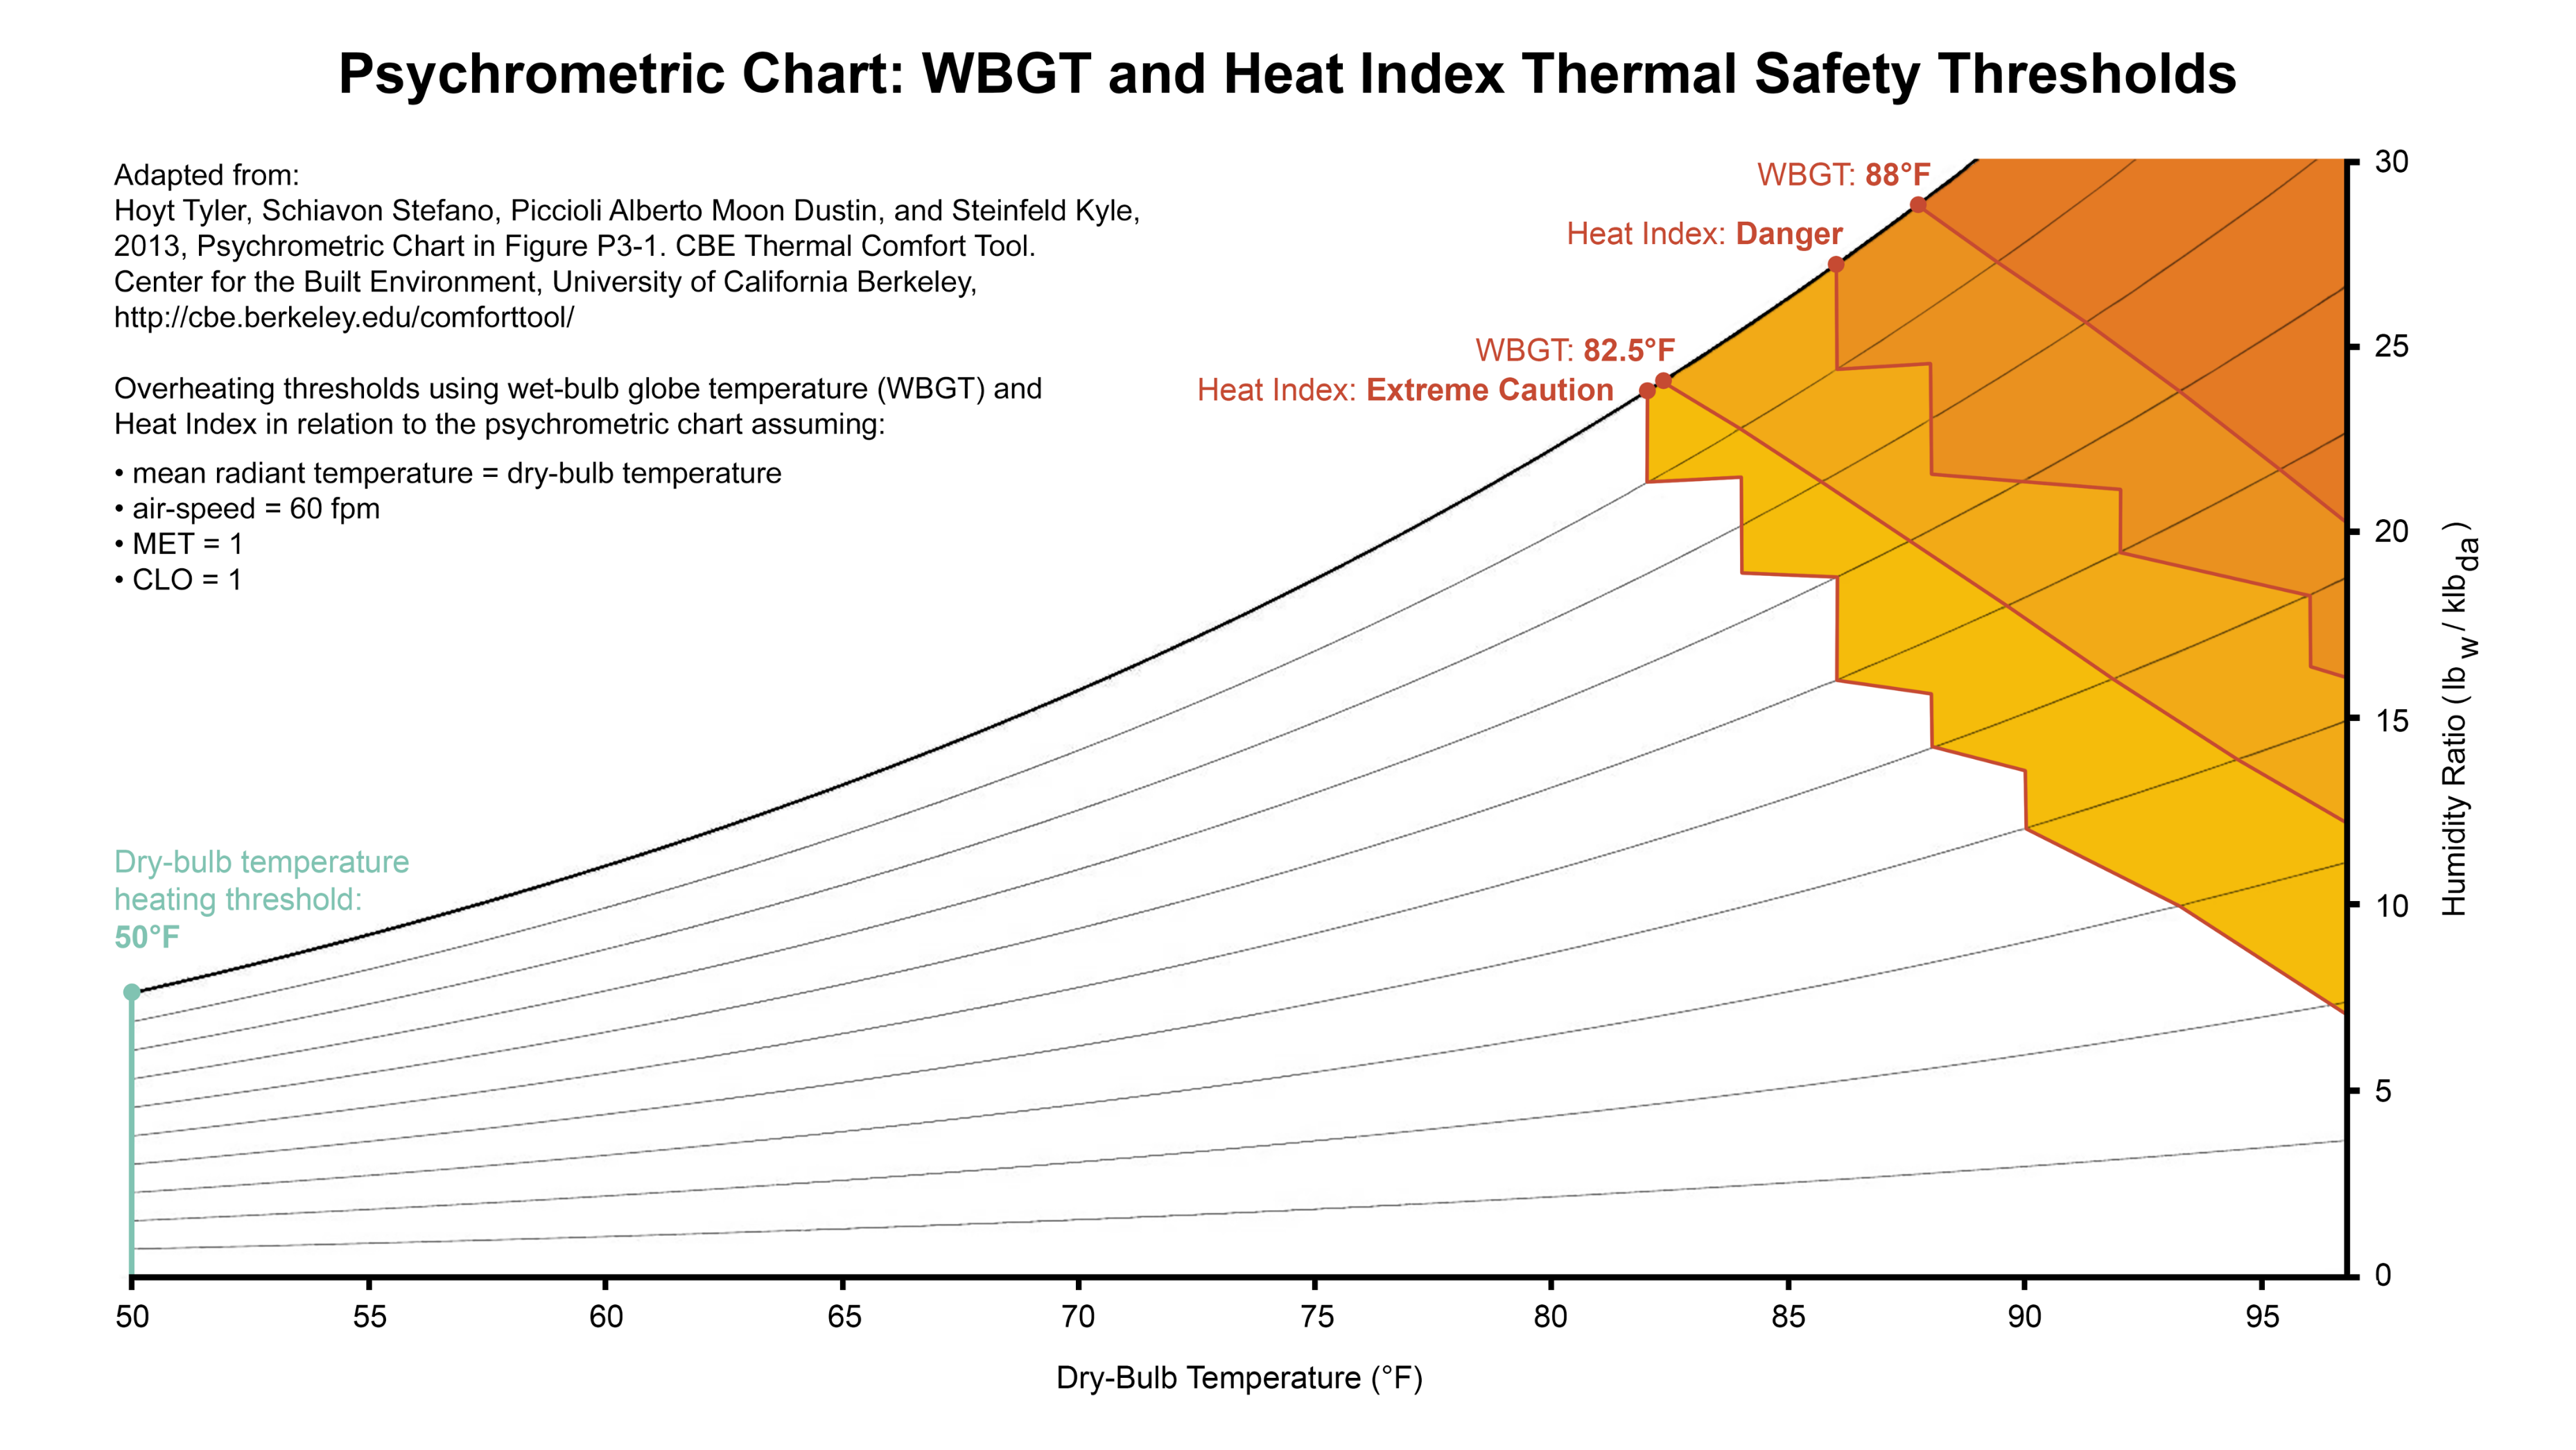 Psychrometric Chart: WBGT and Heat Index Thermal Safety Thresholds
Adapted from:
Hoyt Tyler, Schiavon Stefano, Piccioli Alberto Moon Dustin, and Steinfeld Kyle,
2013, Psychrometric Chart in Figure P3-1. CBE Thermal Comfort Tool.
Center for the Built Environment, University of California Berkeley,
http://cbe.berkeley.edu/comforttool/
Overheating thresholds using wet-bulb globe temperature (WBGT) and
Heat Index in relation to the psychrometric chart assuming:
• mean radiant temperature = dry-bulb temperature
• air-speed = 60 fpm
• MET = 1
• CLO = 1
WBGT: 88°F
Heat Index: Danger
WBGT: 82.5°F
Heat Index: Extreme Caution
Dry-bulb temperature
heating threshold:
50°F
30
25
20
15
10
5
0
Humidity Ratio (lb w / klb da)
50 55 60 65 70 75 80 85 90 95
Dry-Bulb Temperature (°F)